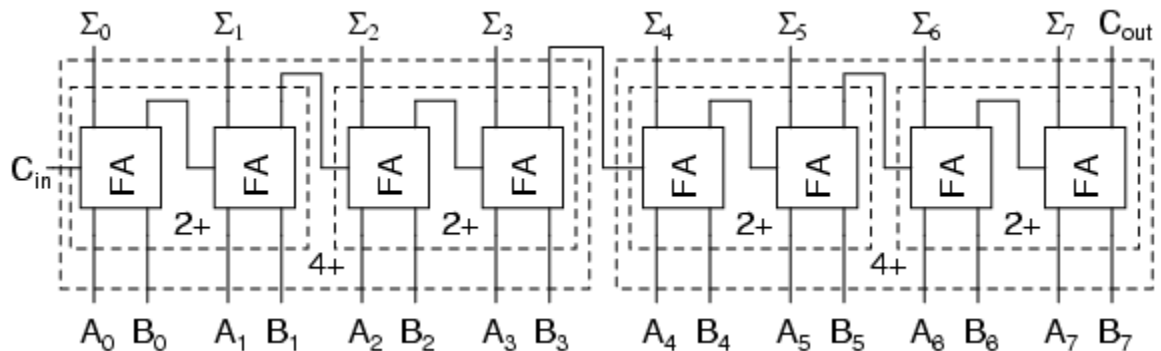 Σ₀ Σ₁ Σ₂ Σ₃ Σ₄ Σ₅ Σ₆ Σ₇ Cout
Cin FA FA FA FA FA FA FA FA
2+ 2+ 2+ 2+
4+ 4+
A₀ B₀ A₁ B₁ A₂ B₂ A₃ B₃ A₄ B₄ A₅ B₅ A₆ B₆ A₇ B₇